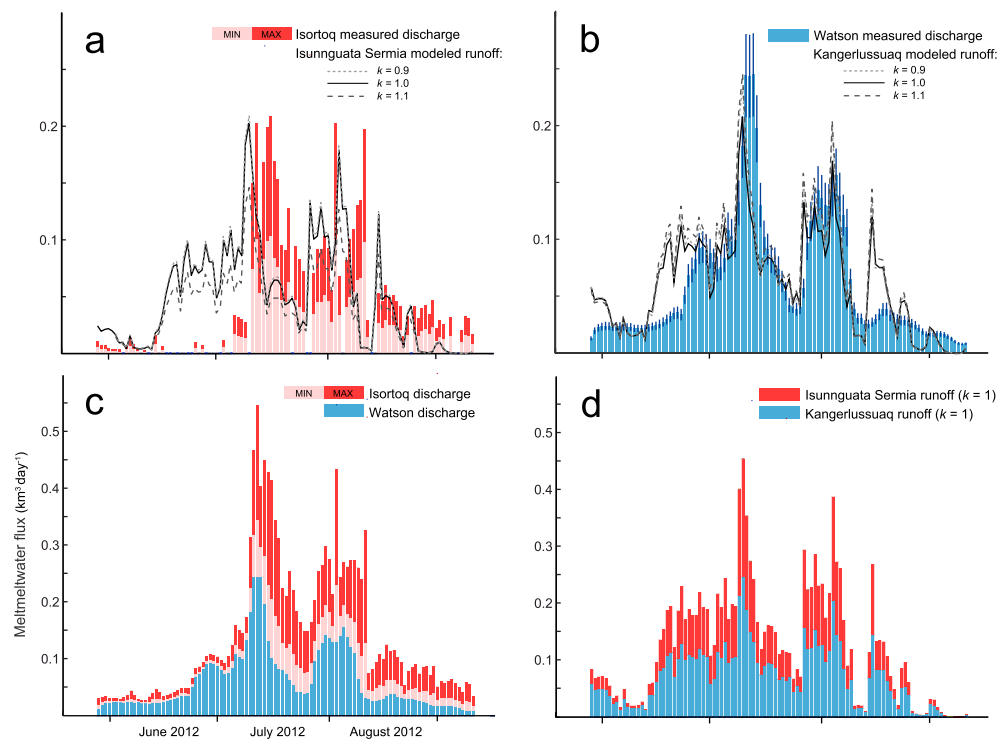 a
MIN MAX Isortoq measured discharge
Isunnguata Sermia modeled runoff:
k = 0.9
k = 1.0
k = 1.1
0.2
0.1
b
Watson measured discharge
Kangerlussuaq modeled runoff:
k = 0.9
k = 1.0
k = 1.1
0.2
0.1
c
MIN MAX Isortoq discharge
Watson discharge
0.5
0.4
0.3
0.2
0.1
Meltmeltwater flux (km³ day⁻¹)
June 2012 July 2012 August 2012
d
Isunnguata Sermia runoff (k = 1)
Kangerlussuaq runoff (k = 1)
0.5
0.4
0.3
0.2
0.1